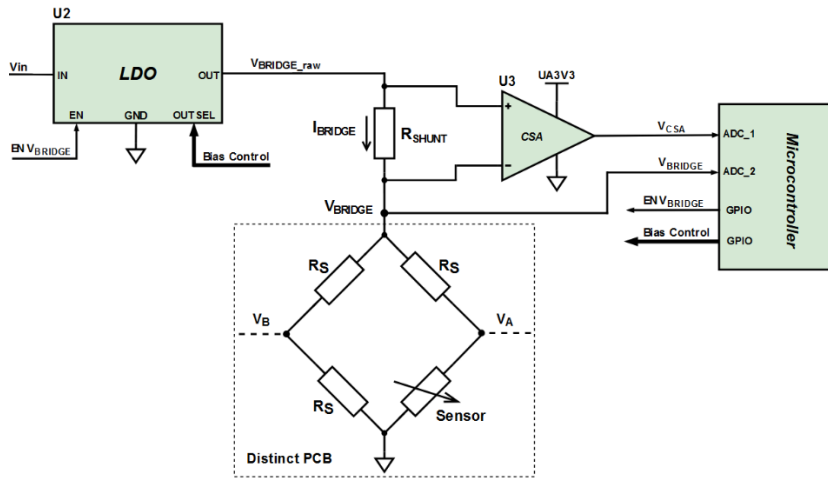 U2
Vin
IN
LDO
OUT
EN
GND
OUTSEL
ENVBRIDGE
Bias Control
VBRIDGE_raw
IBRIDGE
RSHUNT
U3
UA3V3
+
CSA
−
VCSA
VBRIDGE
ENVBRIDGE
Bias Control
ADC_1
ADC_2
GPIO
GPIO
Microcontroller
VBRIDGE
RS
RS
VB
VA
RS
Sensor
Distinct PCB